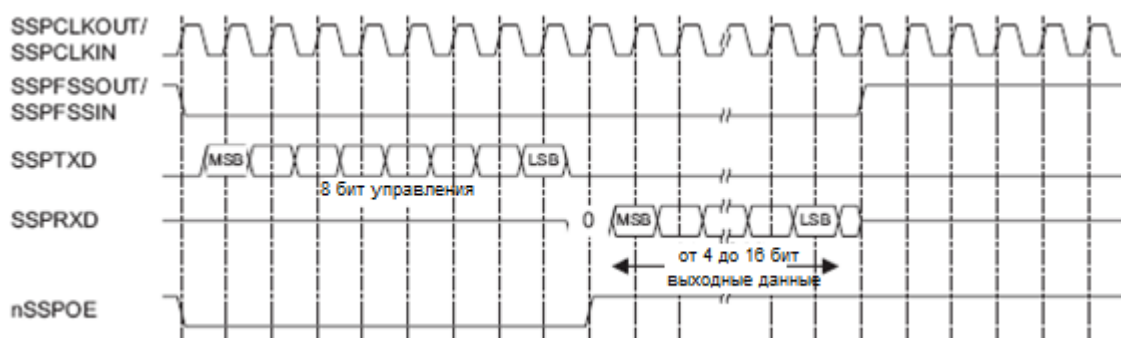 SSPCLKOUT/
SSPCLKIN
SSPFSSOUT/
SSPFSSIN
SSPTXD
MSB
LSB
8 бит управления
SSPRXD
0
MSB
LSB
от 4 до 16 бит
выходные данные
nSSPOE